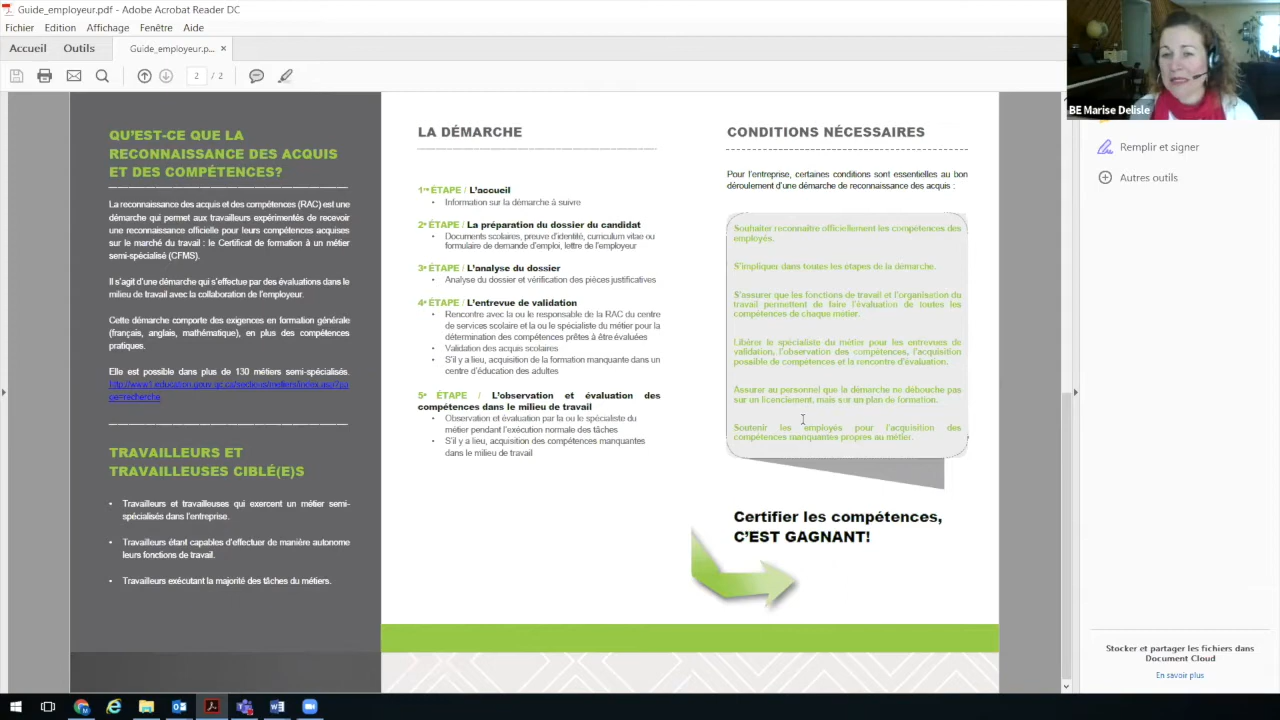 Guide_employeur.pdf - Adobe Acrobat Reader DC
Fichier Edition Affichage Fenêtre Aide
Accueil Outils Guide_employeur.p... ×
2 / 2
BE Marise Delisle
QU'EST-CE QUE LA
RECONNAISSANCE DES ACQUIS
ET DES COMPÉTENCES?
La reconnaissance des acquis et des compétences (RAC) est une
démarche qui permet aux travailleurs expérimentés de recevoir
une reconnaissance officielle pour leurs compétences acquises
sur le marché du travail : le Certificat de formation à un métier
semi-spécialisé (CFMS).
Il s'agit d'une démarche qui s'effectue par des évaluations dans le
milieu de travail avec la collaboration de l'employeur.
Cette démarche comporte des exigences en formation générale
(français, anglais, mathématique), en plus des compétences
pratiques.
Elle est possible dans plus de 130 métiers semi-spécialisés.
TRAVAILLEURS ET
TRAVAILLEUSES CIBLÉ(E)S
• Travailleurs et travailleuses qui exercent un métier semi-
spécialisés dans l'entreprise.
• Travailleurs étant capables d'effectuer de manière autonome
leurs fonctions de travail.
• Travailleurs exécutant la majorité des tâches du métiers.
LA DÉMARCHE
1re ÉTAPE / L'accueil
• Information sur la démarche à suivre
2e ÉTAPE / La préparation du dossier du candidat
• Documents scolaires, preuve d'identité, curriculum vitae ou
formulaire de demande d'emploi, lettre de l'employeur
3e ÉTAPE / L'analyse du dossier
• Analyse du dossier et vérification des pièces justificatives
4e ÉTAPE / L'entrevue de validation
• Rencontre avec la ou le responsable de la RAC du centre
de services scolaire et la ou le spécialiste du métier pour la
détermination des compétences prêtes à être évaluées
• Validation des acquis scolaires
• S'il y a lieu, acquisition de la formation manquante dans un
centre d'éducation des adultes
5e ÉTAPE / L'observation et évaluation des
compétences dans le milieu de travail
• Observation et évaluation par la ou le spécialiste du
métier pendant l'exécution normale des tâches
• S'il y a lieu, acquisition des compétences manquantes
dans le milieu de travail
CONDITIONS NÉCESSAIRES
Pour l'entreprise, certaines conditions sont essentielles au bon
déroulement d'une démarche de reconnaissance des acquis :
Souhaiter reconnaître officiellement les compétences des
employés.
S'impliquer dans toutes les étapes de la démarche.
S'assurer que les fonctions de travail et l'organisation du
travail permettent de faire l'évaluation de toutes les
compétences de chaque métier.
Libérer le spécialiste du métier pour les entrevues de
validation, l'observation des compétences, l'acquisition
possible de compétences et la rencontre d'évaluation.
Assurer au personnel que la démarche ne débouche pas
sur un licenciement, mais sur un plan de formation.
Soutenir les employés pour l'acquisition des
compétences manquantes propres au métier.
Certifier les compétences,
C'EST GAGNANT!
Remplir et signer
Autres outils
Stocker et partager les fichiers dans
Document Cloud
En savoir plus